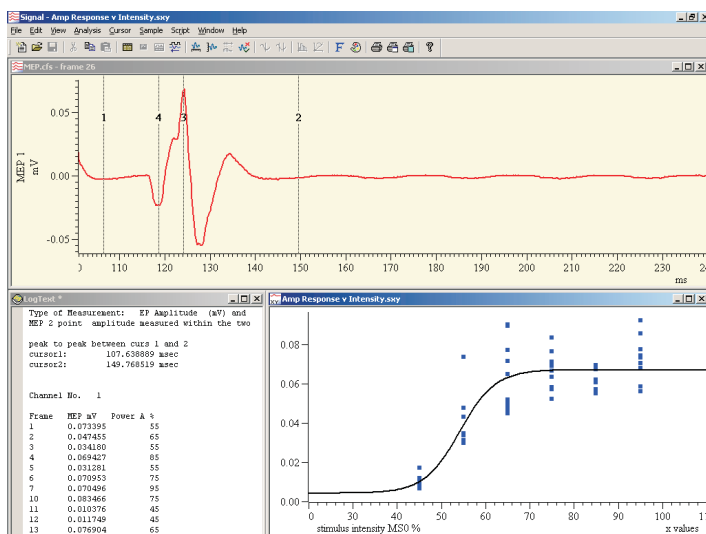 Signal - Amp Response v Intensity.sxy
File Edit View Analysis Cursor Sample Script Window Help
MEP.cfs - frame 26
MEP 1
mV
0.05
0.00
-0.05
1 4 3 2
110 120 130 140 150 160 170 180 190 200 210 220 230
ms
LogText *
Type of Measurement: EP Amplitude (mV) and
MEP 2 point amplitude measured within the two
peak to peak between curs 1 and 2
cursor1: 107.638889 msec
cursor2: 149.768519 msec
Channel No. 1
Frame MEP mV Power A %
1 0.073395 55
2 0.047455 65
3 0.034180 55
4 0.069427 85
5 0.031281 55
6 0.070953 75
7 0.070496 95
10 0.083466 75
11 0.010376 45
12 0.011749 45
13 0.076904 65
Amp Response v Intensity.sxy
0.08
0.06
0.04
0.02
0.00
0 10 20 30 40 50 60 70 80 90 100
stimulus intensity MS0 % x values